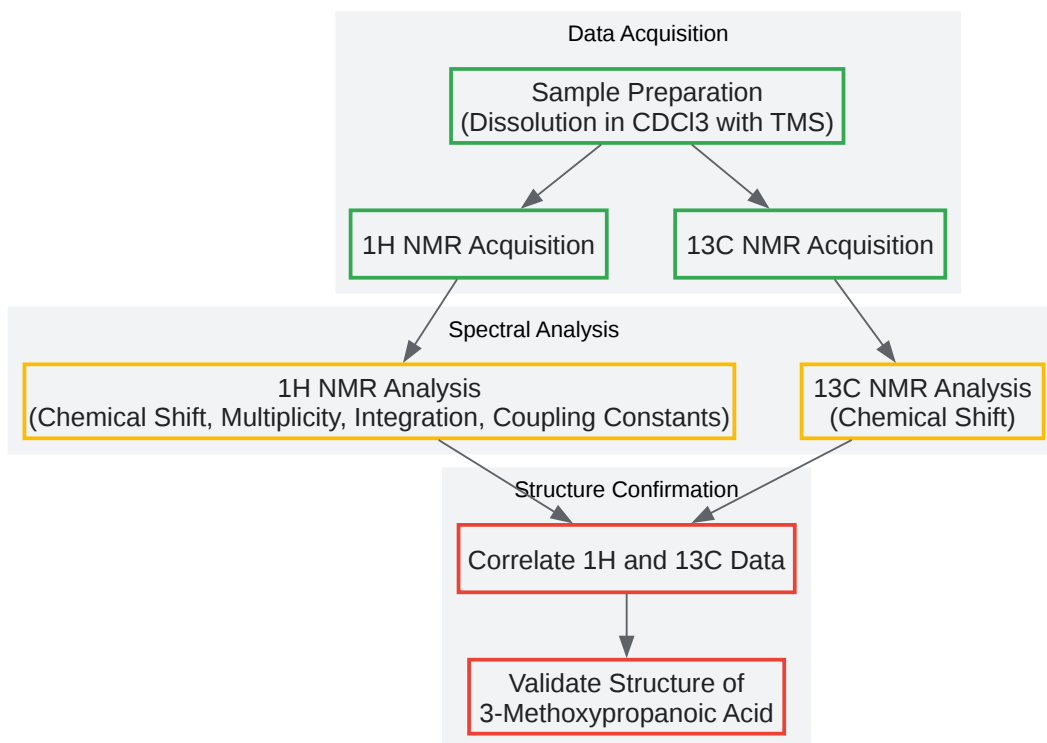 Data Acquisition
Sample Preparation
(Dissolution in CDCl3 with TMS)
1H NMR Acquisition
13C NMR Acquisition
Spectral Analysis
1H NMR Analysis
(Chemical Shift, Multiplicity, Integration, Coupling Constants)
13C NMR Analysis
(Chemical Shift)
Structure Confirmation
Correlate 1H and 13C Data
Validate Structure of
3-Methoxypropanoic Acid